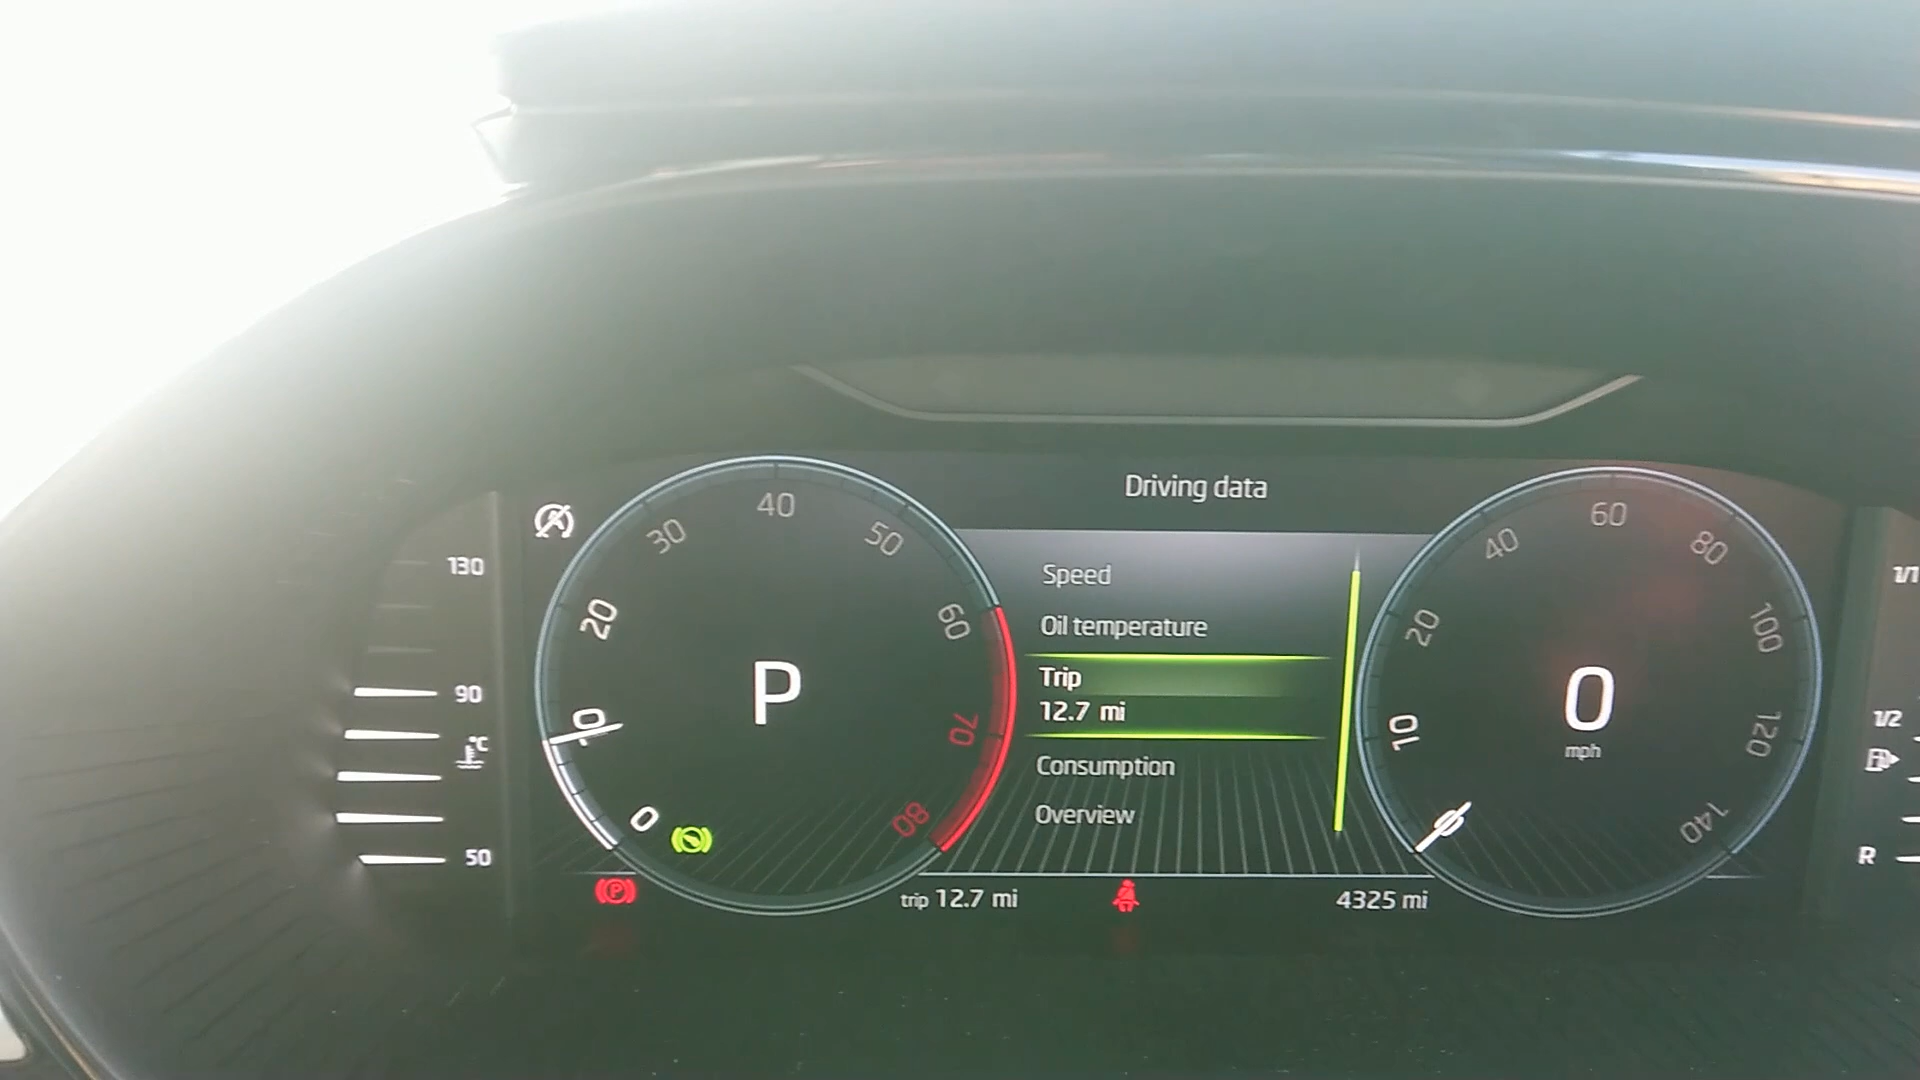 Driving data
Speed
Oil temperature
Trip
12.7 mi
Consumption
Overview
130
90
°C
50
0
10
20
30
40
50
60
70
80
P
P
trip 12.7 mi
4325 mi
0
10
20
40
60
80
100
120
140
0
mph
1/1
1/2
R